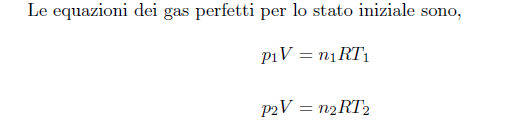 Le equazioni dei gas perfetti per lo stato iniziale sono,
p₁V = n₁RT₁
p₂V = n₂RT₂